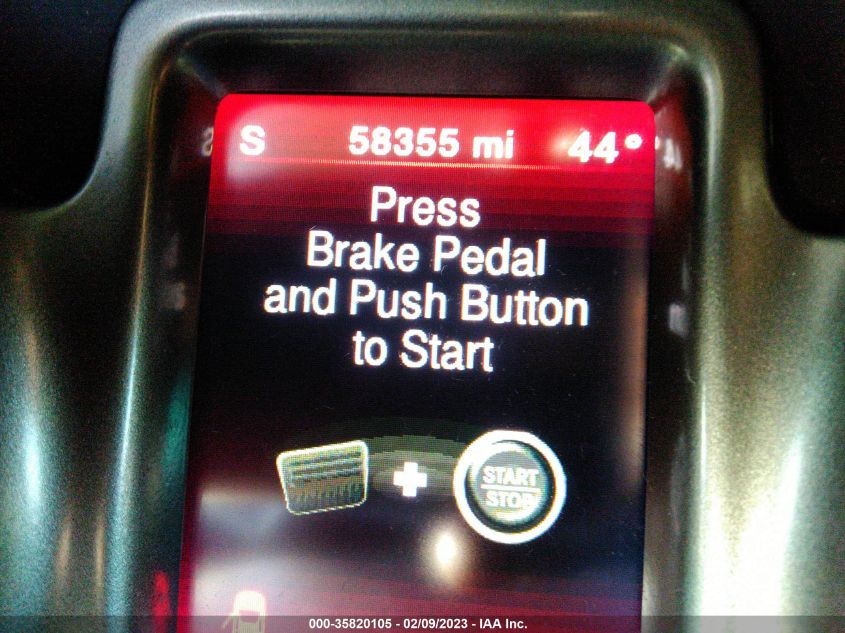 S 58355 mi 44°
Press
Brake Pedal
and Push Button
to Start
START
STOP
000-35820105 - 02/09/2023 - IAA Inc.